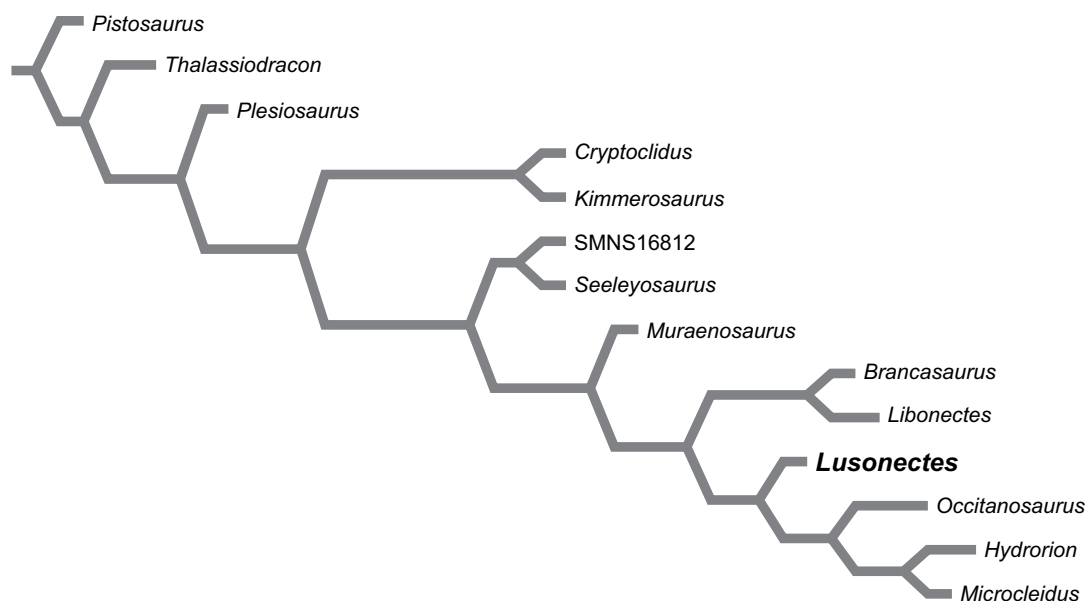 Pistosaurus
Thalassiodracon
Plesiosaurus
Cryptoclidus
Kimmerosaurus
SMNS16812
Seeleyosaurus
Muraenosaurus
Brancasaurus
Libonectes
Lusonectes
Occitanosaurus
Hydrorion
Microcleidus